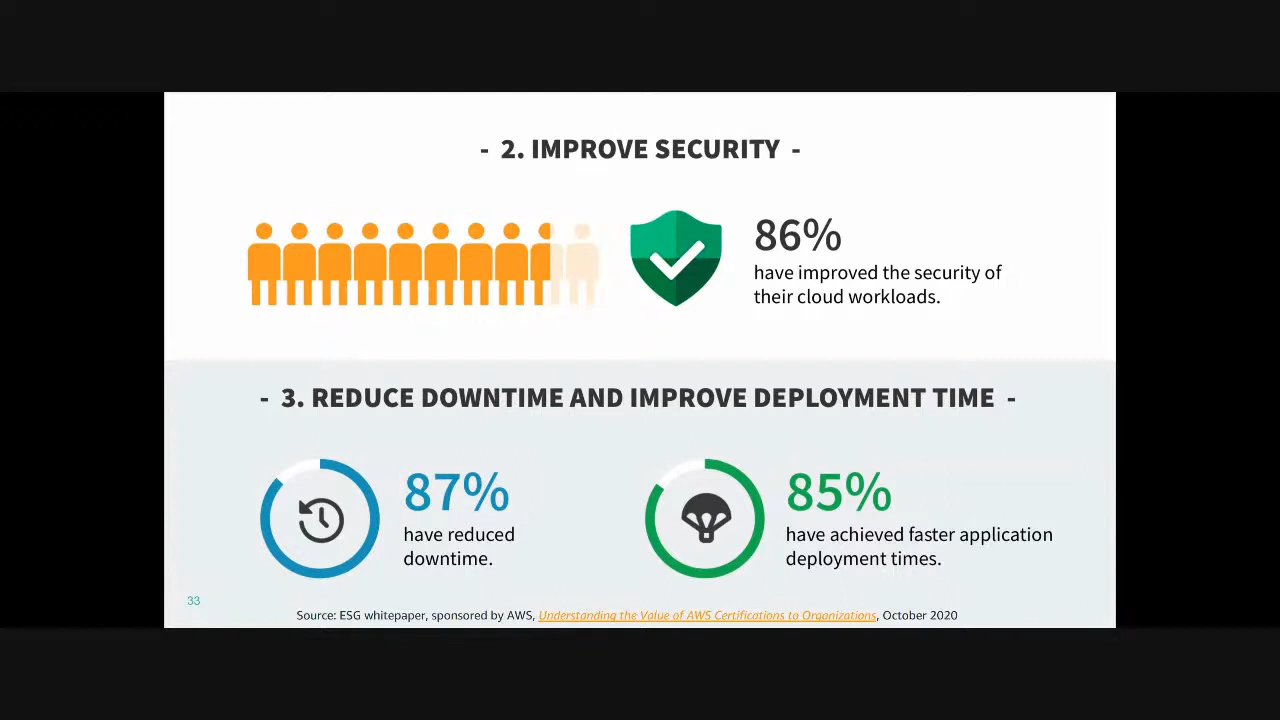 - 2. IMPROVE SECURITY -
86%
have improved the security of
their cloud workloads.
- 3. REDUCE DOWNTIME AND IMPROVE DEPLOYMENT TIME -
87%
have reduced
downtime.
85%
have achieved faster application
deployment times.
33
Source: ESG whitepaper, sponsored by AWS, Understanding the Value of AWS Certifications to Organizations, October 2020